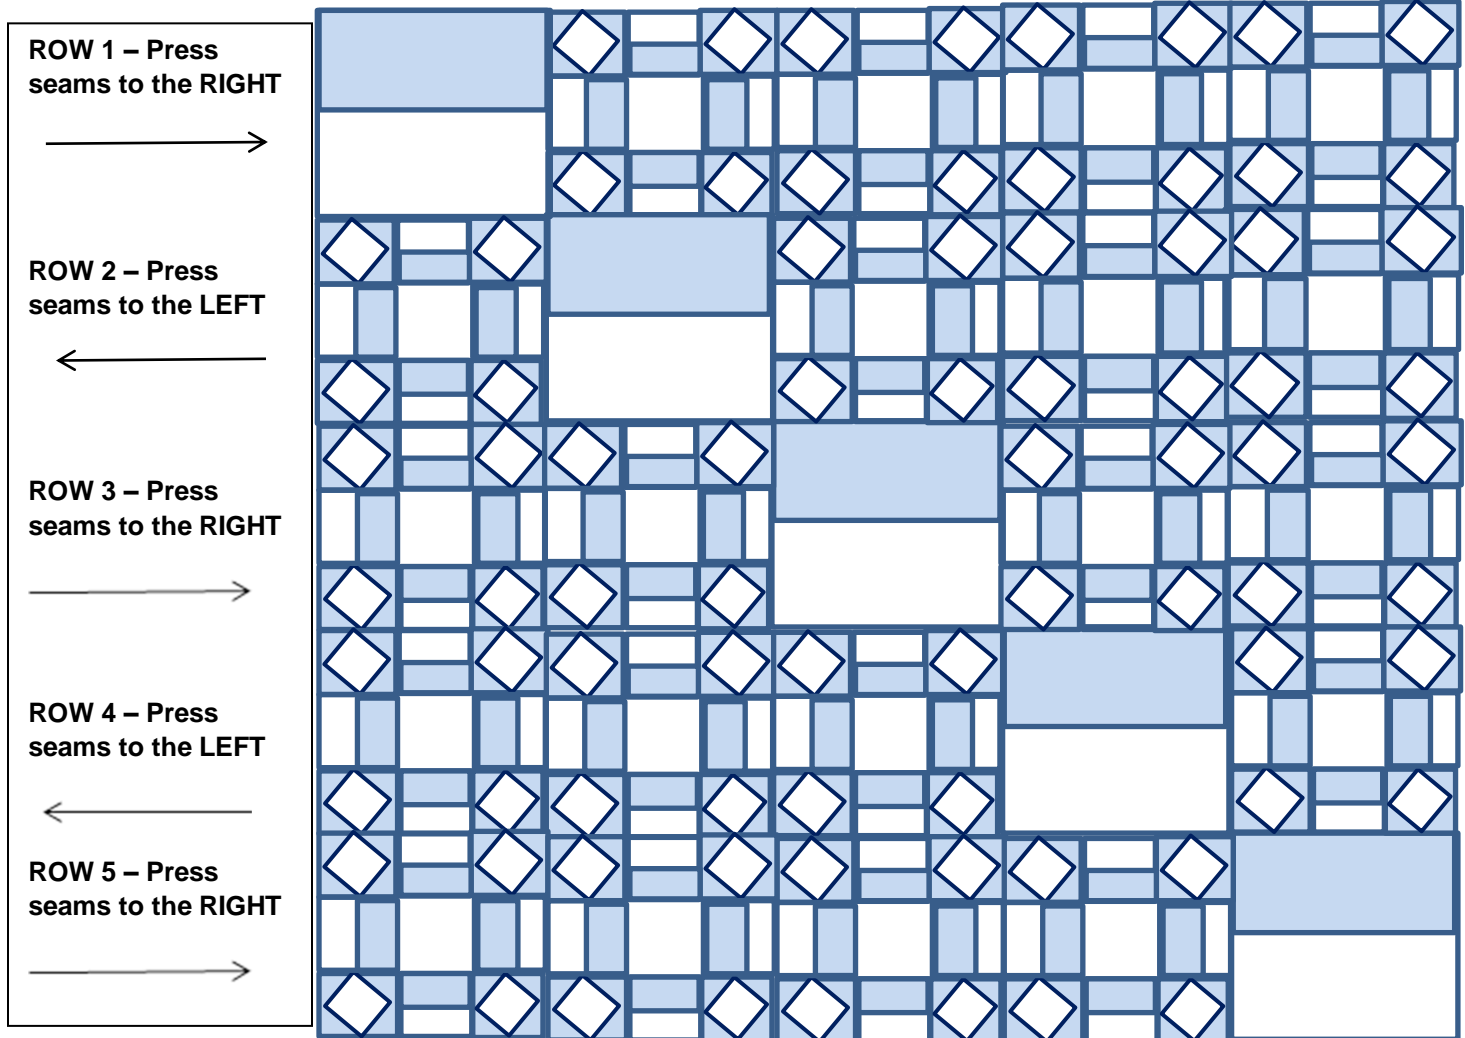 ROW 1 – Press
seams to the RIGHT
ROW 2 – Press
seams to the LEFT
ROW 3 – Press
seams to the RIGHT
ROW 4 – Press
seams to the LEFT
ROW 5 – Press
seams to the RIGHT